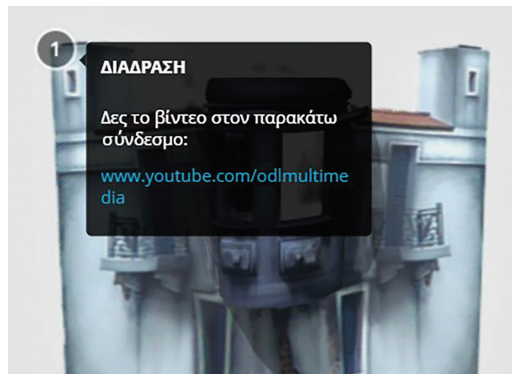 1
ΔΙΑΔΡΑΣΗ
Δες το βίντεο στον παρακάτω
σύνδεσμο:
www.youtube.com/odlmultime
dia